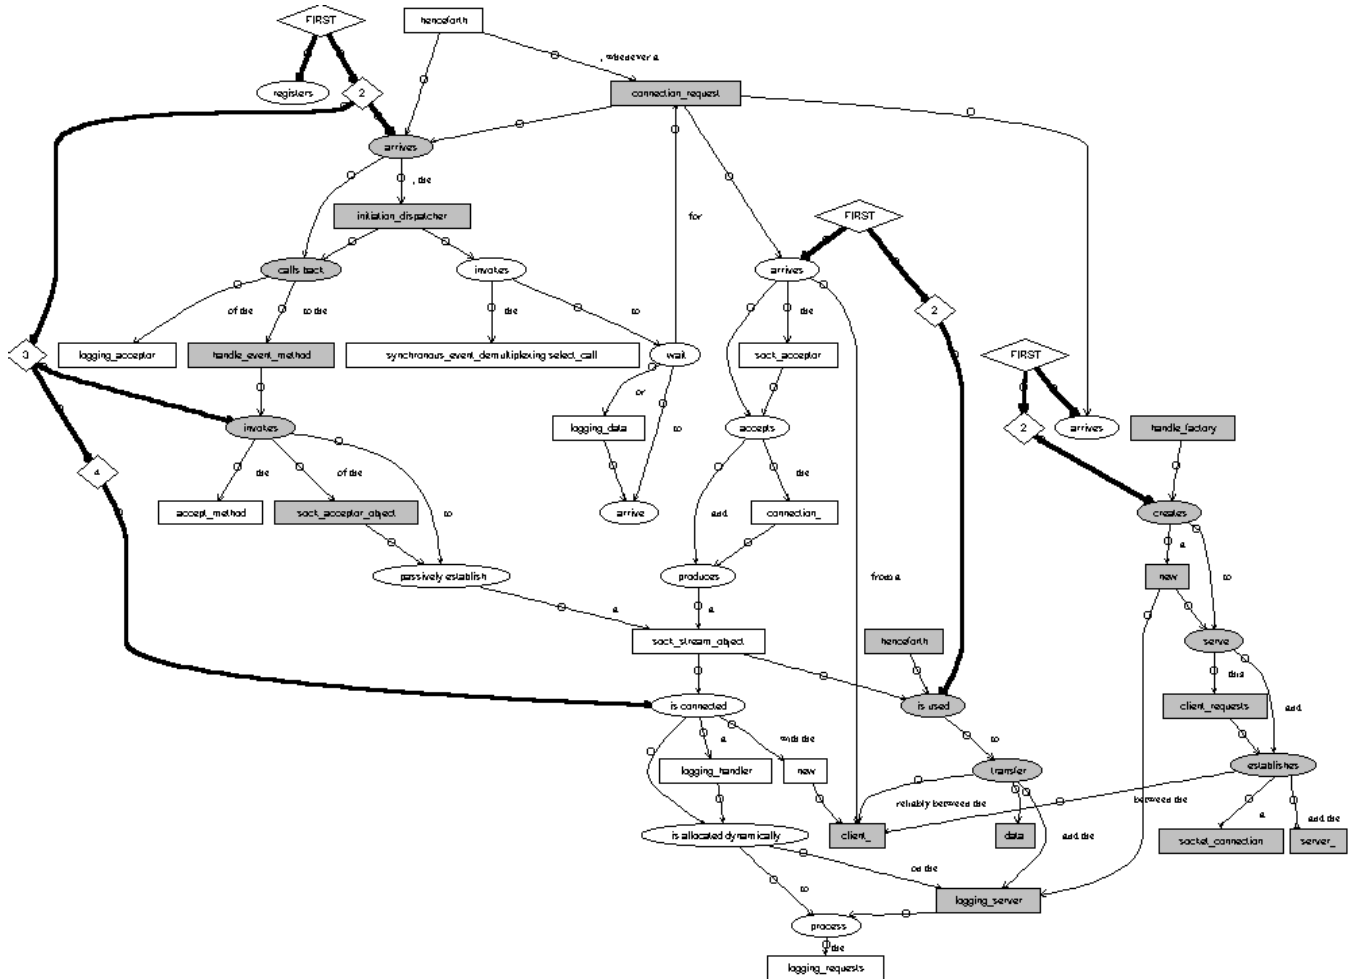 FIRST
henceforth
, whenever a
registers
2
connection_request
arrives
, the
initiation_dispatcher
FIRST
for
calls back
invokes
arrives
of the
to the
the
to
the
2
3
logging_acceptor
handle_event_method
synchronous_event_demultiplexing select_call
wait
sock_acceptor
FIRST
or
invokes
logging_data
to
accepts
2
arrives
handle_factory
4
the
of the
the
accept_method
sock_acceptor_object
to
arrive
and
connection_
creates
a
passively establish
produces
from a
new
to
a
a
sock_stream_object
henceforth
serve
this
is connected
is used
client_requests
and
a
with the
to
logging_handler
new
transfer
establishes
reliably between the
between the
is allocated dynamically
client_
data
and the
a
and the
socket_connection
server_
on the
to
logging_server
process
the
logging_requests